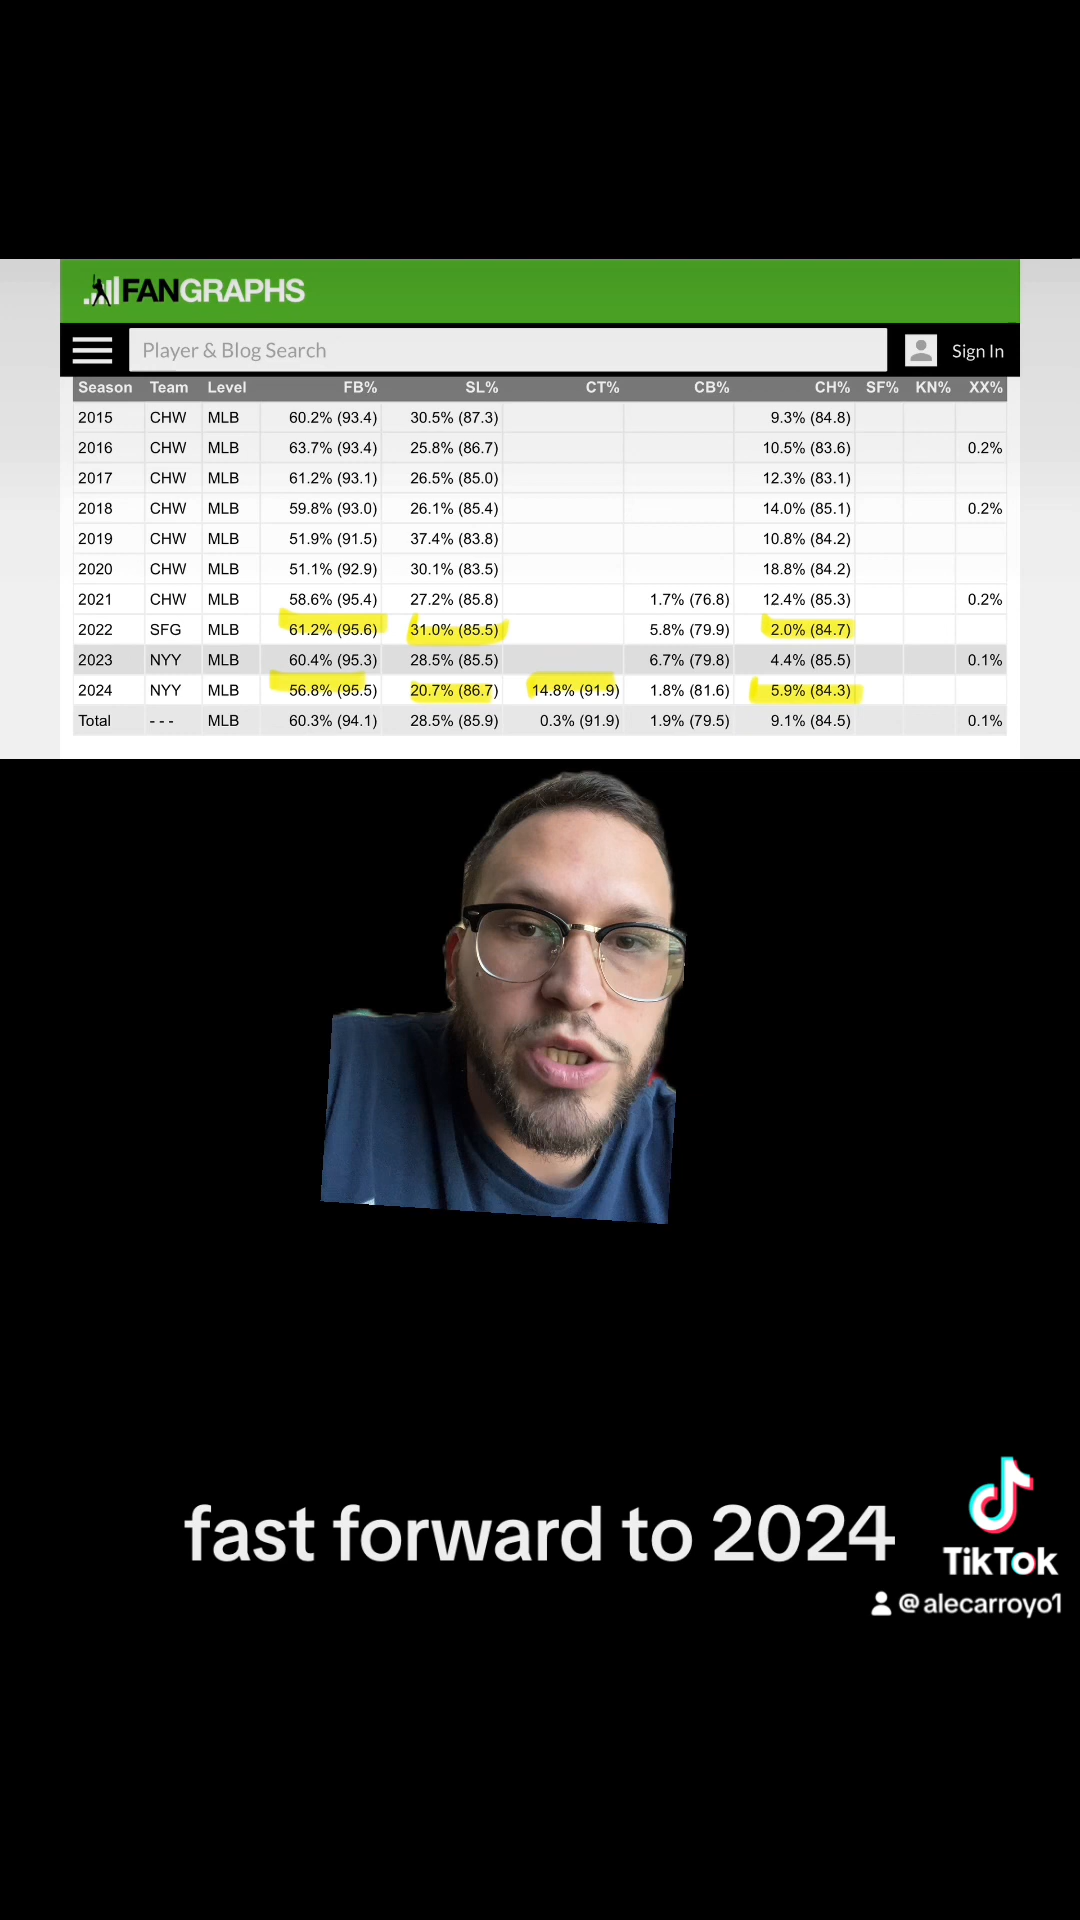 FANGRAPHS
Player & Blog Search
Sign In
Season Team Level FB% SL% CT% CB% CH% SF% KN% XX%
2015 CHW MLB 60.2% (93.4) 30.5% (87.3) 9.3% (84.8)
2016 CHW MLB 63.7% (93.4) 25.8% (86.7) 10.5% (83.6) 0.2%
2017 CHW MLB 61.2% (93.1) 26.5% (85.0) 12.3% (83.1)
2018 CHW MLB 59.8% (93.0) 26.1% (85.4) 14.0% (85.1) 0.2%
2019 CHW MLB 51.9% (91.5) 37.4% (83.8) 10.8% (84.2)
2020 CHW MLB 51.1% (92.9) 30.1% (83.5) 18.8% (84.2)
2021 CHW MLB 58.6% (95.4) 27.2% (85.8) 1.7% (76.8) 12.4% (85.3) 0.2%
2022 SFG MLB 61.2% (95.6) 31.0% (85.5) 5.8% (79.9) 2.0% (84.7)
2023 NYY MLB 60.4% (95.3) 28.5% (85.5) 6.7% (79.8) 4.4% (85.5) 0.1%
2024 NYY MLB 56.8% (95.5) 20.7% (86.7) 14.8% (91.9) 1.8% (81.6) 5.9% (84.3)
Total - - - MLB 60.3% (94.1) 28.5% (85.9) 0.3% (91.9) 1.9% (79.5) 9.1% (84.5) 0.1%
fast forward to 2024
TikTok
@alecarroyo1